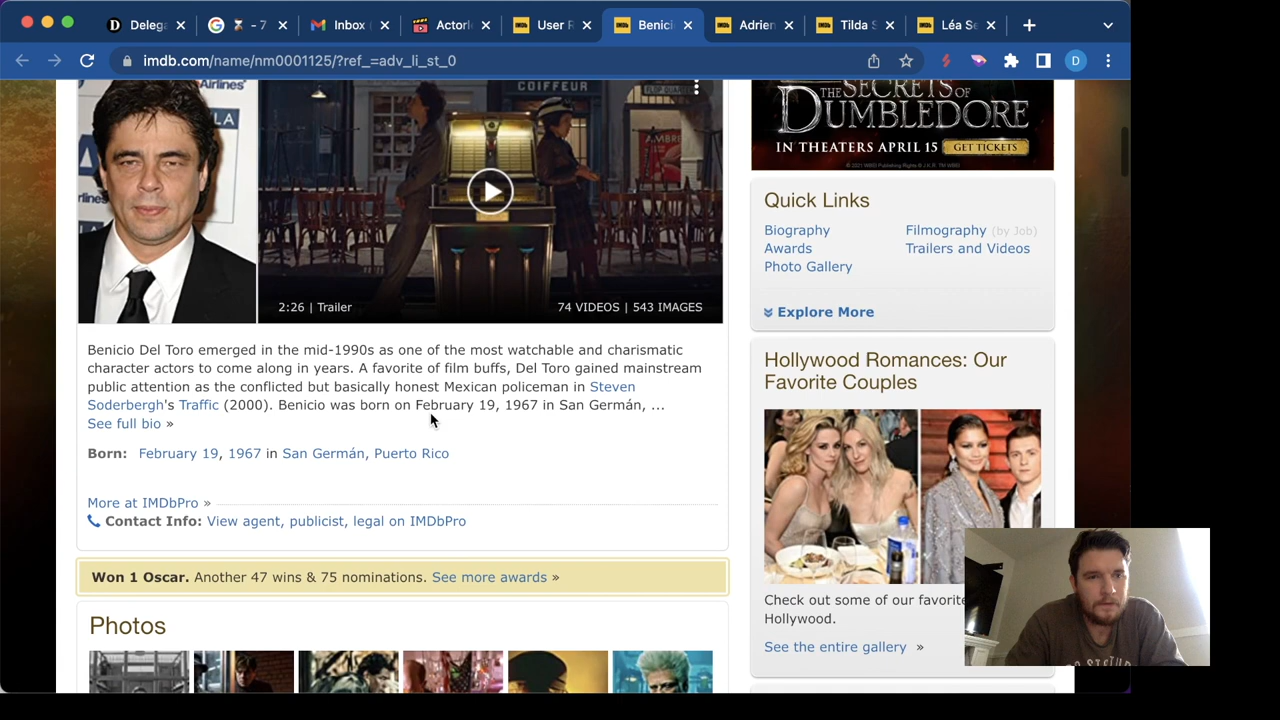 Deleg
- 7
Inbox
Actorl
User R
Benici
Adrien
Tilda S
Léa Se
imdb.com/name/nm0001125/?ref_=adv_li_st_0
D
Airlines
LA
COIFFEUR
AMBRE
2:26 | Trailer
74 VIDEOS | 543 IMAGES
Benicio Del Toro emerged in the mid-1990s as one of the most watchable and charismatic
character actors to come along in years. A favorite of film buffs, Del Toro gained mainstream
public attention as the conflicted but basically honest Mexican policeman in Steven
Soderbergh's Traffic (2000). Benicio was born on February 19, 1967 in San Germán, ...
See full bio »
Born: February 19, 1967 in San Germán, Puerto Rico
More at IMDbPro »
Contact Info: View agent, publicist, legal on IMDbPro
Won 1 Oscar. Another 47 wins & 75 nominations. See more awards »
Photos
THE SECRETS OF
DUMBLEDORE
IN THEATERS APRIL 15 GET TICKETS
Quick Links
Biography
Filmography (by Job)
Awards
Trailers and Videos
Photo Gallery
Explore More
Hollywood Romances: Our
Favorite Couples
Check out some of our favorite
Hollywood.
See the entire gallery »